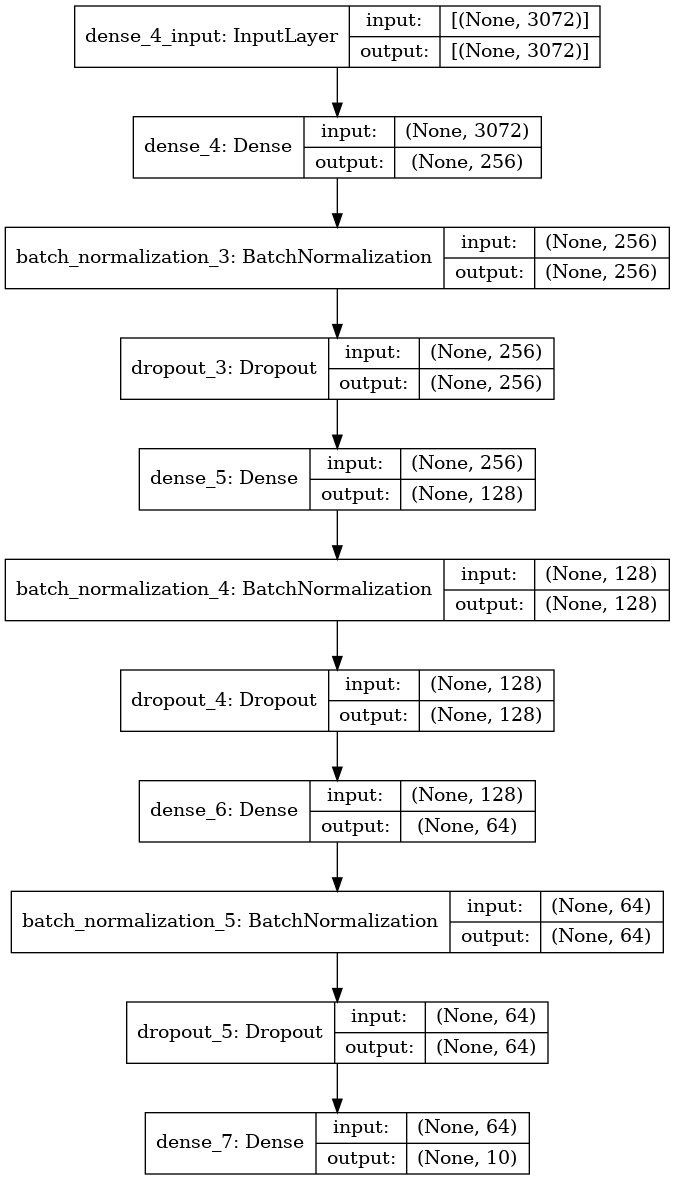 dense_4_input: InputLayer input: [(None, 3072)]
output: [(None, 3072)]
dense_4: Dense input: (None, 3072)
output: (None, 256)
batch_normalization_3: BatchNormalization input: (None, 256)
output: (None, 256)
dropout_3: Dropout input: (None, 256)
output: (None, 256)
dense_5: Dense input: (None, 256)
output: (None, 128)
batch_normalization_4: BatchNormalization input: (None, 128)
output: (None, 128)
dropout_4: Dropout input: (None, 128)
output: (None, 128)
dense_6: Dense input: (None, 128)
output: (None, 64)
batch_normalization_5: BatchNormalization input: (None, 64)
output: (None, 64)
dropout_5: Dropout input: (None, 64)
output: (None, 64)
dense_7: Dense input: (None, 64)
output: (None, 10)